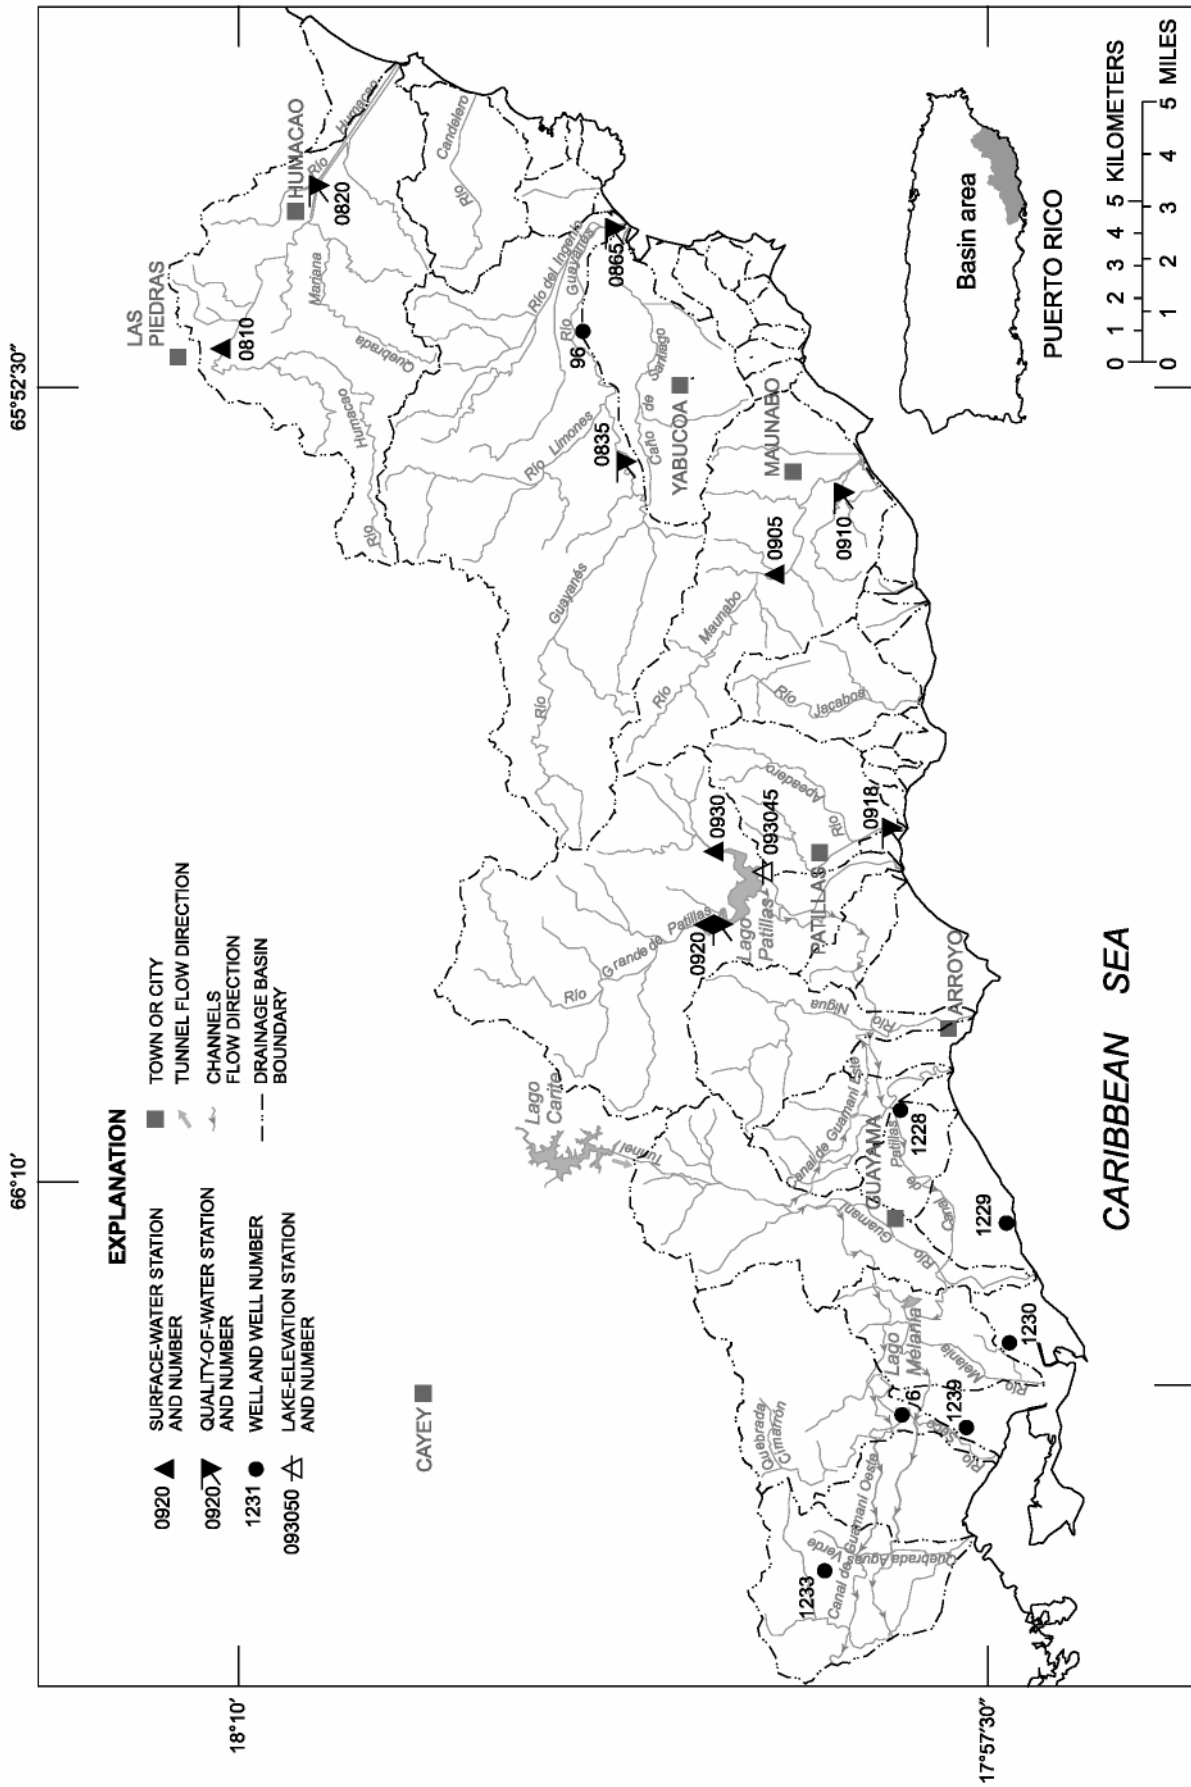 66°10'
65°52'30"
18°10'
17°57'30"
EXPLANATION
0920
SURFACE-WATER STATION
AND NUMBER
0920
QUALITY-OF-WATER STATION
AND NUMBER
1231
WELL AND WELL NUMBER
093050
LAKE-ELEVATION STATION
AND NUMBER
TOWN OR CITY
TUNNEL FLOW DIRECTION
CHANNELS
FLOW DIRECTION
DRAINAGE BASIN
BOUNDARY
LAS
PIEDRAS
0810
HUMACAO
0820
Río
Humacao
Mariana
Quebrada
Río
Humacao
Río
Candelero
Río del Ingenio
Río
Guayanés
0865
96
Río
Limones
0835
Caño de Santiago
YABUCOA
Río
Guayanés
MAUNABO
0905
0910
Río
Maunabo
Río
Jacaboa
Río
Apeadero
0918
0930
093045
PATILLAS
0920
Lago
Patillas
Río
Grande de Patillas
CAYEY
Lago
Carite
Tunnel
Río
Nigua
ARROYO
Canal de Guamaní Este
GUAYAMA
1228
Canal de Patillas
1229
Río
Guamaní
Lago
Melania
Río
Melania
1230
6
1239
Río
Seco
Quebrada
Cimarrón
Canal de Guamaní Oeste
1233
Quebrada Aguas Verde
CARIBBEAN SEA
Basin area
PUERTO RICO
0 1 2 3 4 5 KILOMETERS
0 1 2 3 4 5 MILES